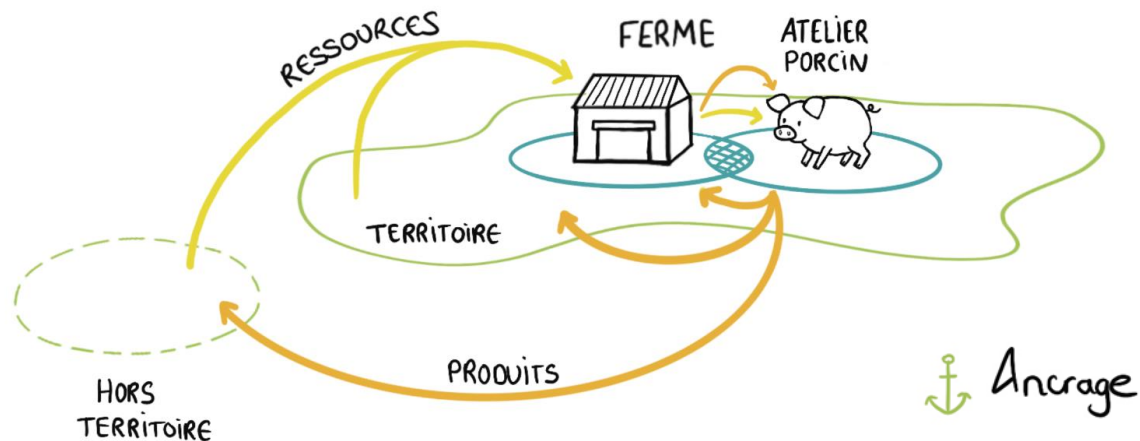 RESSOURCES
FERME
ATELIER
PORCIN
TERRITOIRE
HORS
TERRITOIRE
PRODUITS
Ancrage